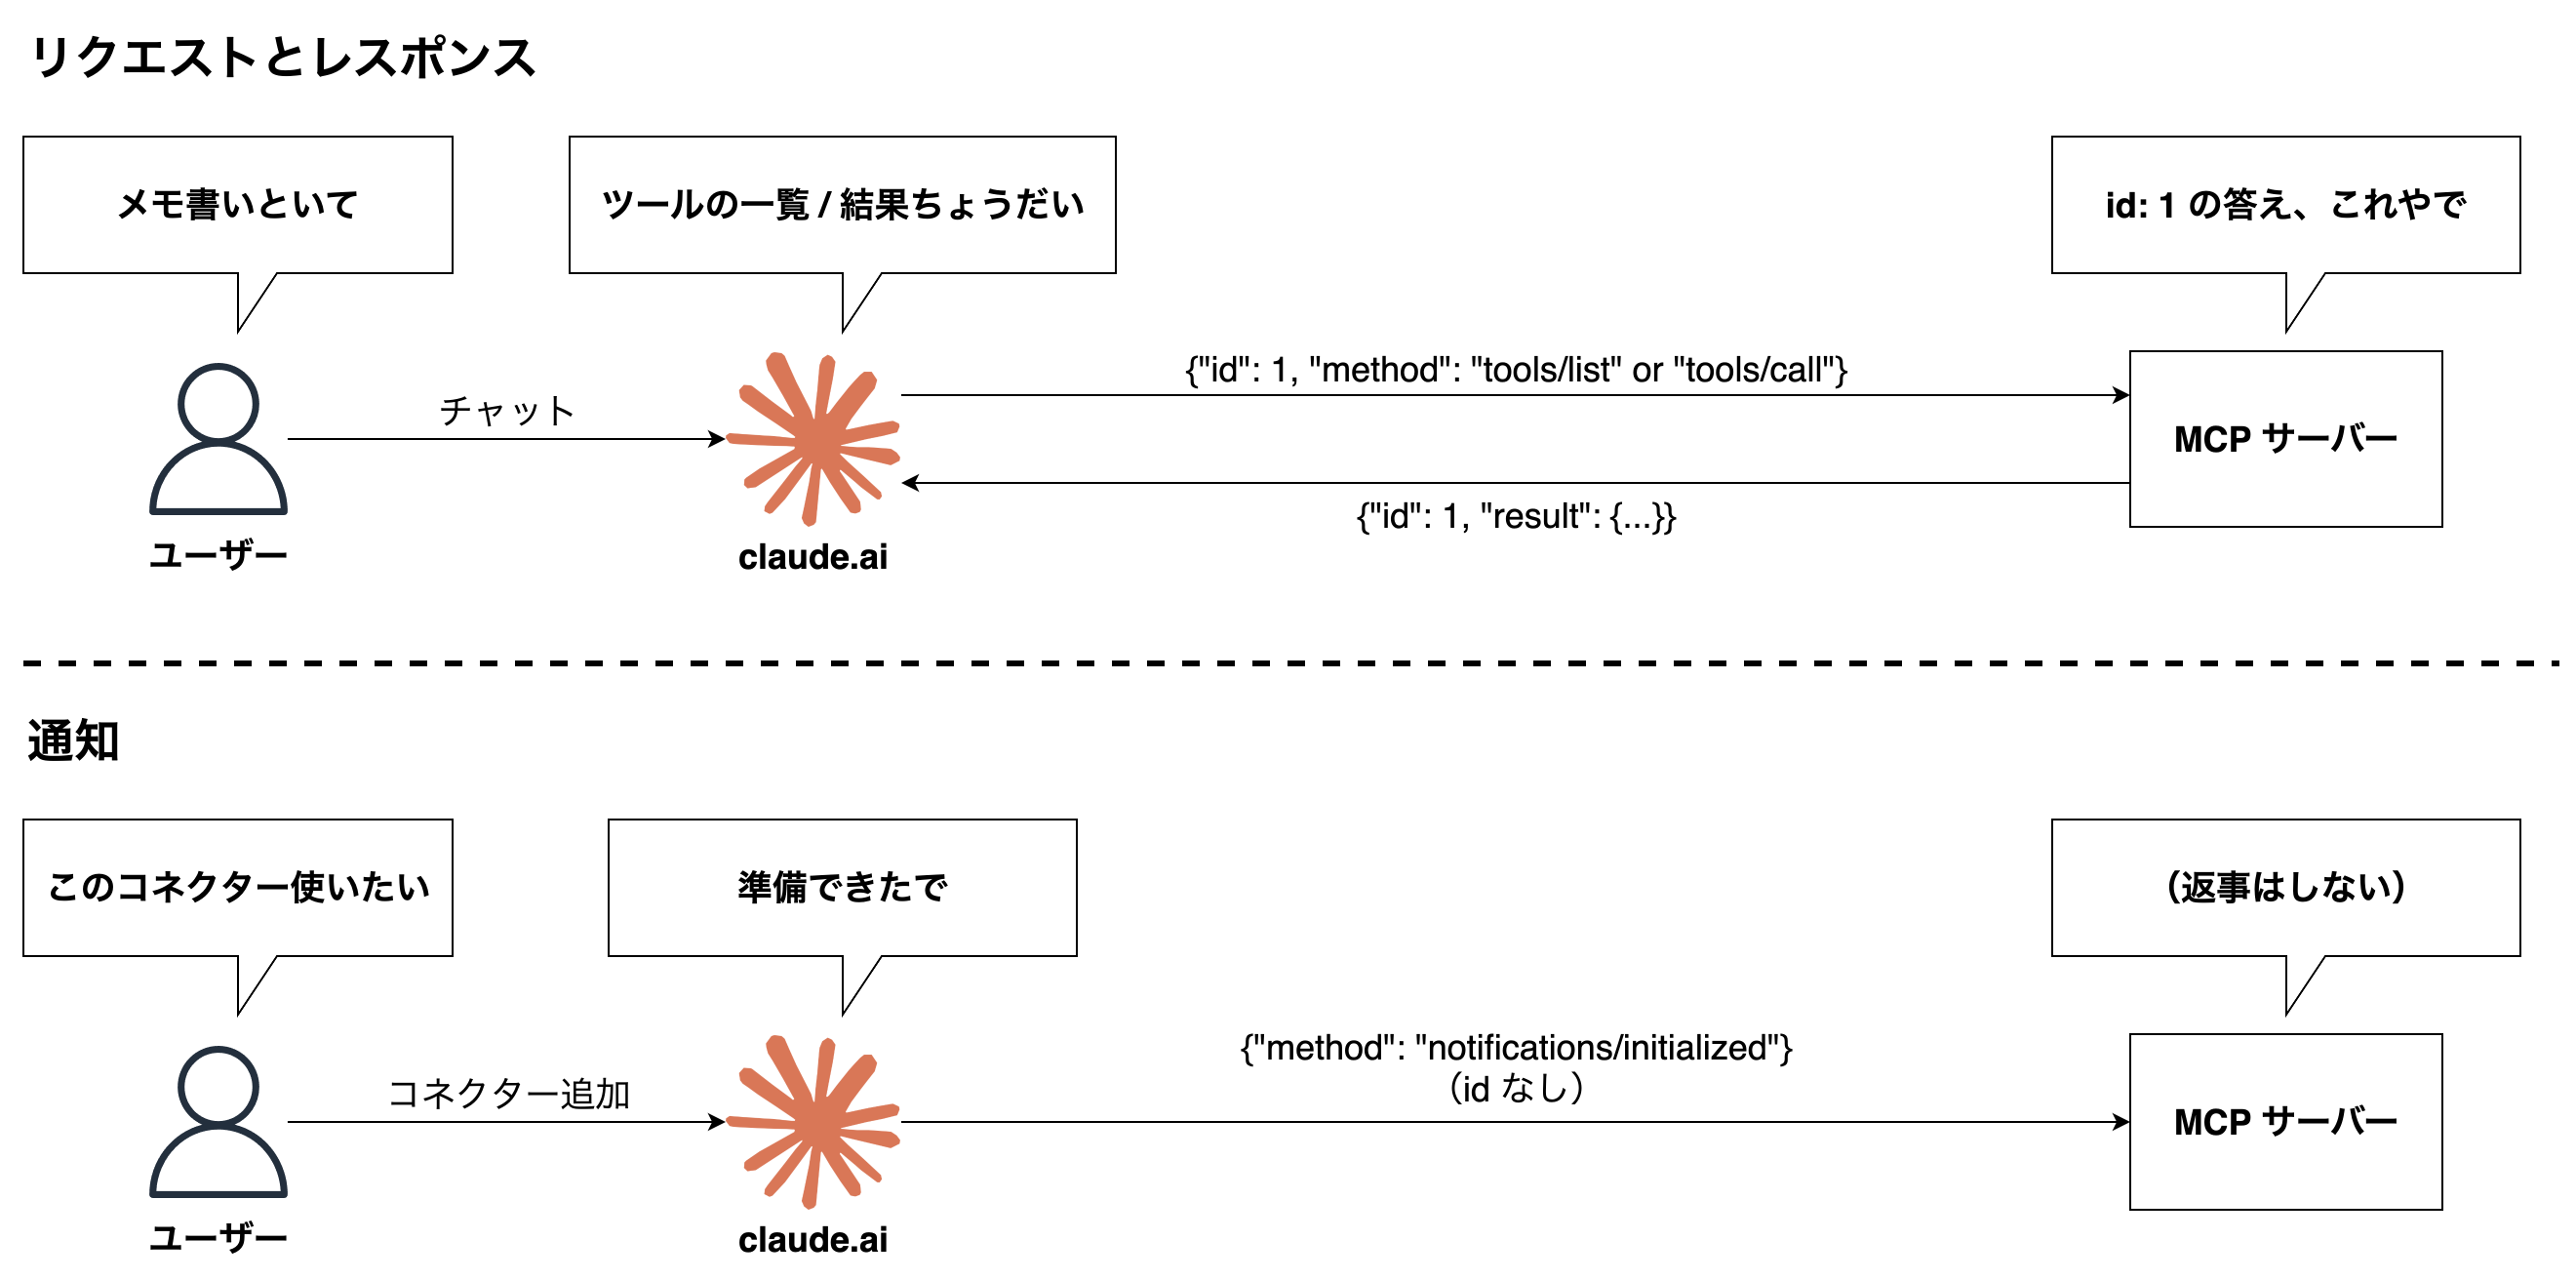 リクエストとレスポンス
メモ書いといて
ツールの一覧 / 結果ちょうだい
id: 1 の答え、これやで
チャット
{"id": 1, "method": "tools/list" or "tools/call"}
MCP サーバー
{"id": 1, "result": {...}}
ユーザー
claude.ai
通知
このコネクター使いたい
準備できたで
（返事はしない）
コネクター追加
{"method": "notifications/initialized"}
（id なし）
MCP サーバー
ユーザー
claude.ai